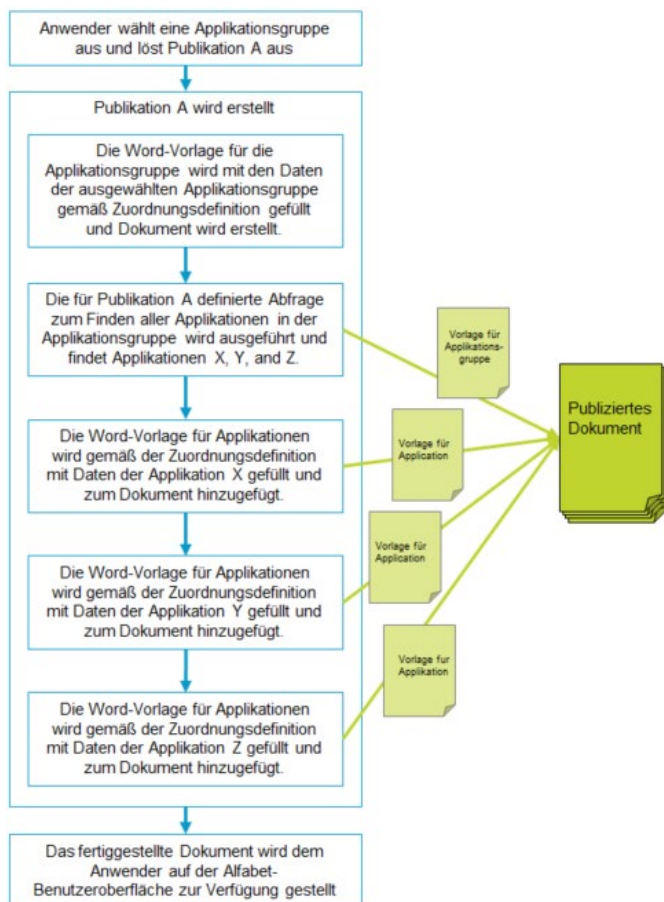 Anwender wählt eine Applikationsgruppe
aus und löst Publikation A aus
Publikation A wird erstellt
Die Word-Vorlage für die
Applikationsgruppe wird mit den Daten
der ausgewählten Applikationsgruppe
gemäß Zuordnungsdefinition gefüllt
und Dokument wird erstellt.
Die für Publikation A definierte Abfrage
zum Finden aller Applikationen in der
Applikationsgruppe wird ausgeführt und
findet Applikationen X, Y, and Z.
Die Word-Vorlage für Applikationen
wird gemäß der Zuordnungsdefinition
mit Daten der Applikation X gefüllt und
zum Dokument hinzugefügt.
Die Word-Vorlage für Applikationen
wird gemäß der Zuordnungsdefinition
mit Daten der Applikation Y gefüllt und
zum Dokument hinzugefügt.
Die Word-Vorlage für Applikationen
wird gemäß der Zuordnungsdefinition
mit Daten der Applikation Z gefüllt und
zum Dokument hinzugefügt.
Das fertiggestellte Dokument wird dem
Anwender auf der Alfabet-
Benutzeroberfläche zur Verfügung gestellt
Vorlage für
Applikations-
gruppe
Vorlage für
Application
Vorlage für
Application
Vorlage fur
Applikation
Publiziertes
Dokument